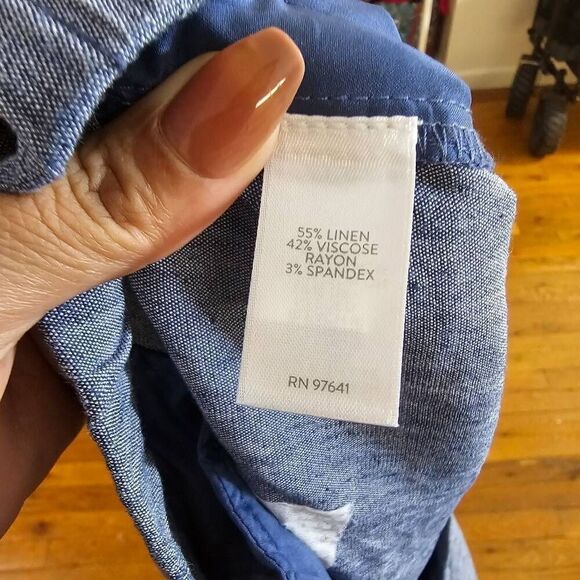 55% LINEN
42% VISCOSE
RAYON
3% SPANDEX
RN 97641